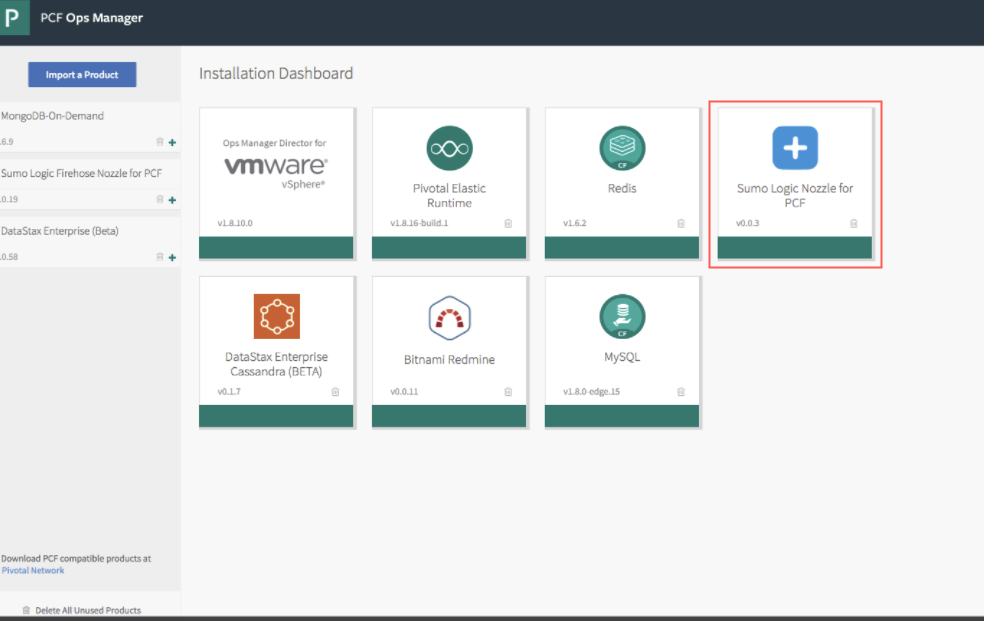 P
PCF Ops Manager
Import a Product
MongoDB-On-Demand
.6.9
Sumo Logic Firehose Nozzle for PCF
.0.19
DataStax Enterprise (Beta)
.0.58
Download PCF compatible products at
Pivotal Network
Delete All Unused Products
Installation Dashboard
Ops Manager Director for
vmware®
vSphere®
v1.8.10.0
Pivotal Elastic
Runtime
v1.8.16-build.1
CF
Redis
v1.6.2
Sumo Logic Nozzle for
PCF
v0.0.3
DataStax Enterprise
Cassandra (BETA)
v0.1.7
Bitnami Redmine
v0.0.11
CF
MySQL
v1.8.0-edge.15